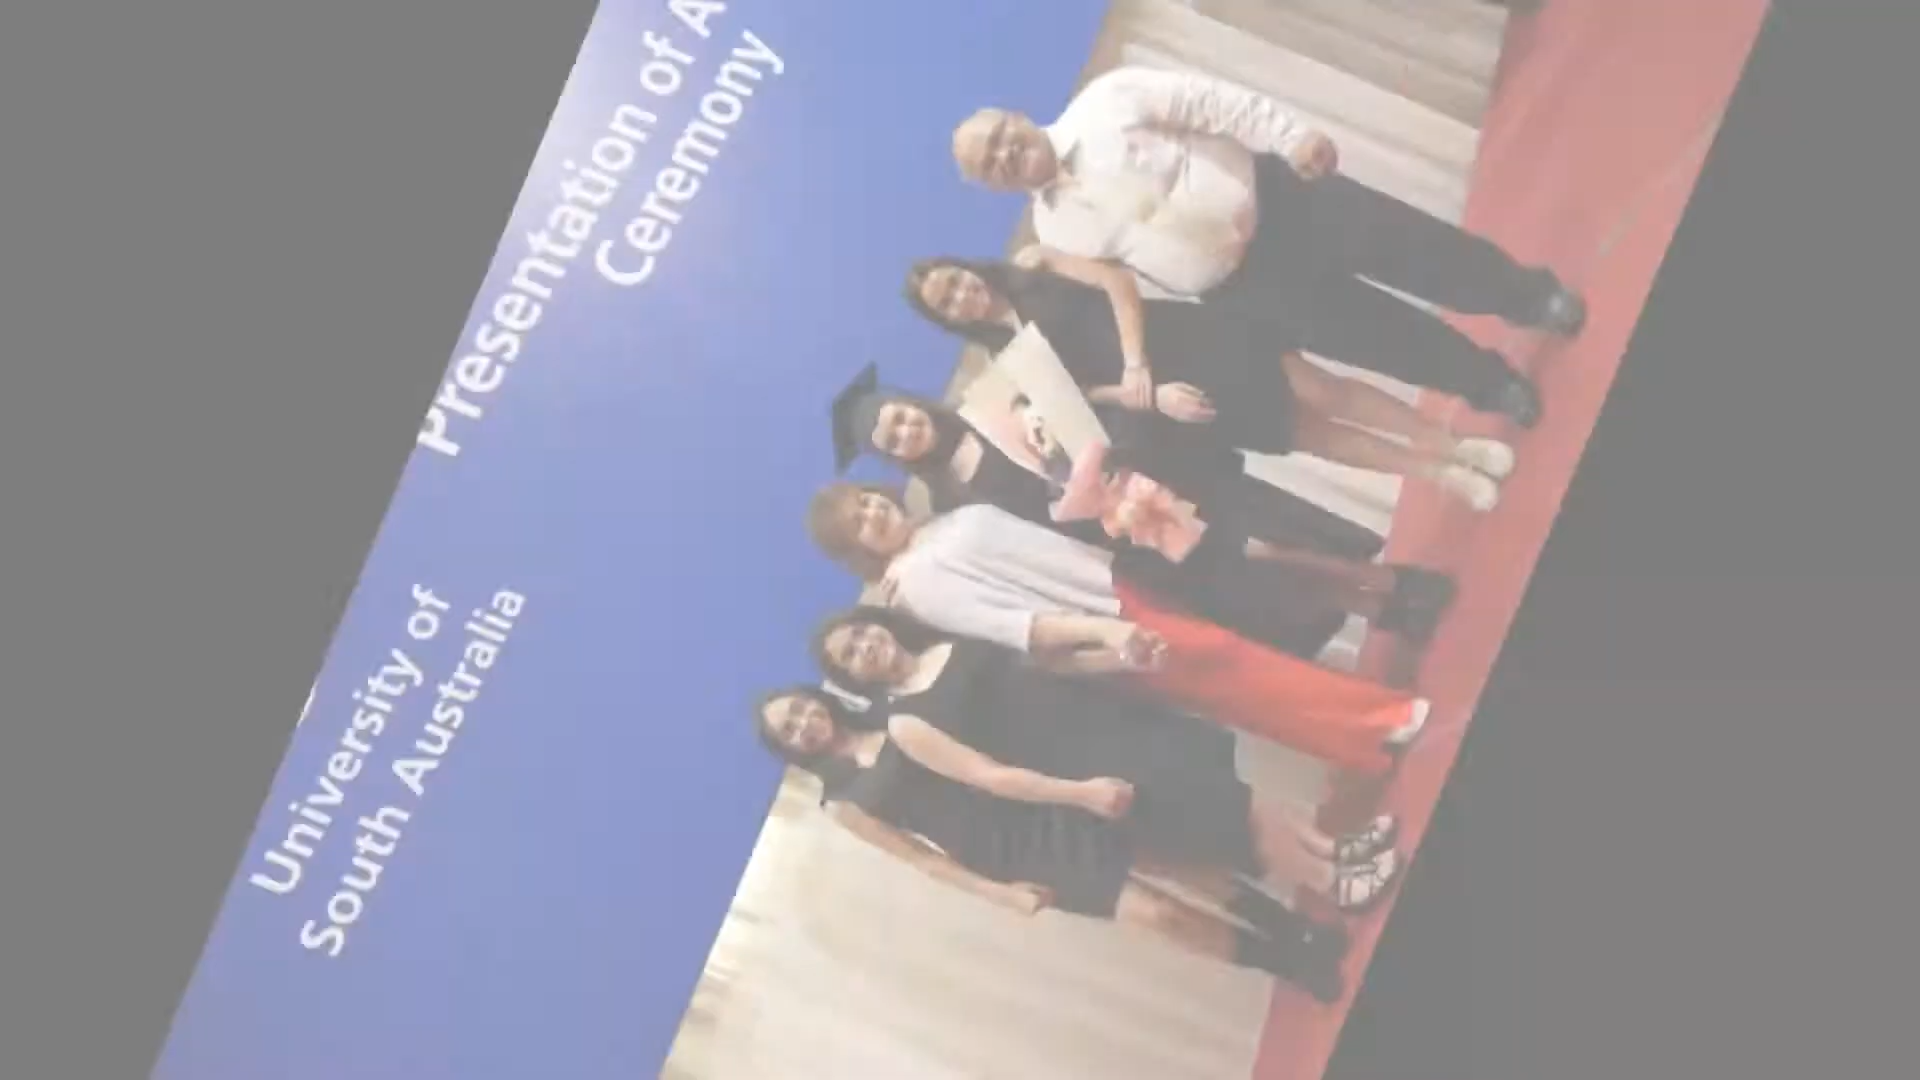 University of
South Australia
Presentation of A
Ceremony